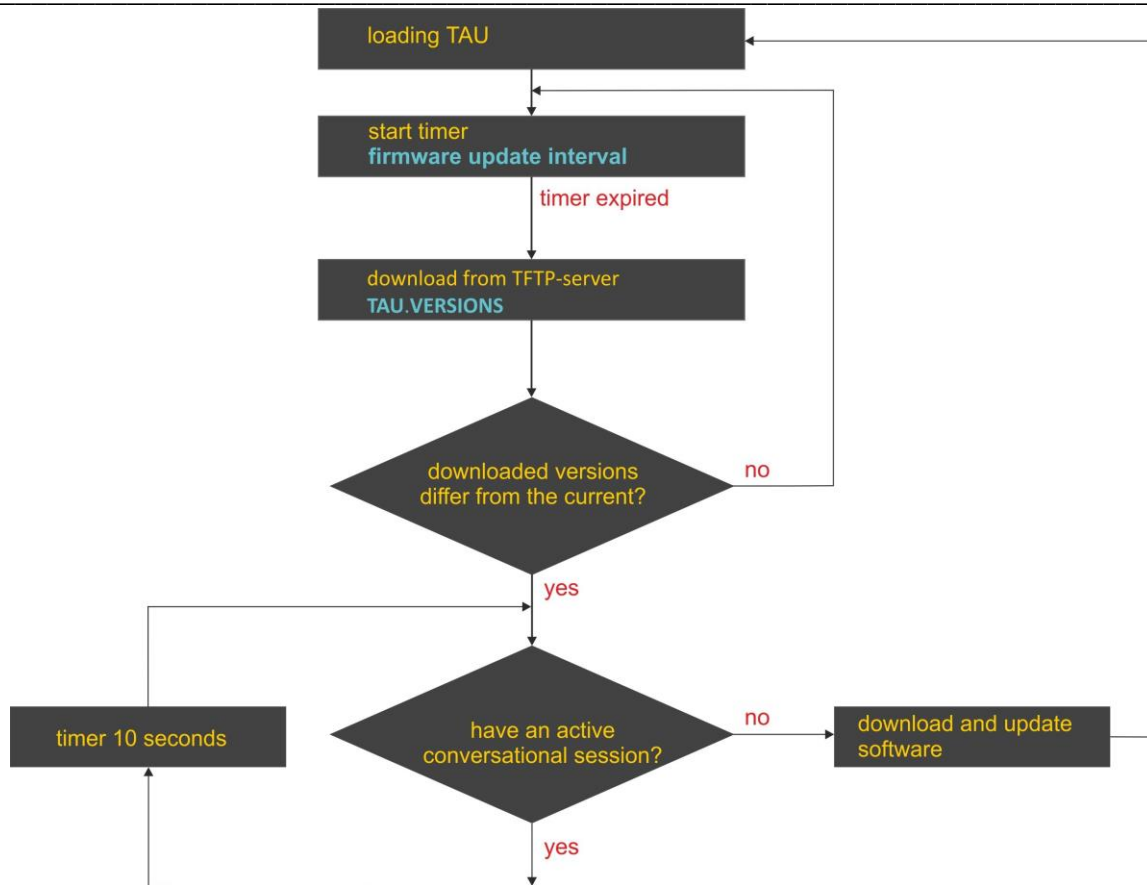 loading TAU
start timer
firmware update interval
timer expired
download from TFTP-server
TAU.VERSIONS
downloaded versions
differ from the current?
no
yes
timer 10 seconds
have an active
conversational session?
no
download and update
software
yes